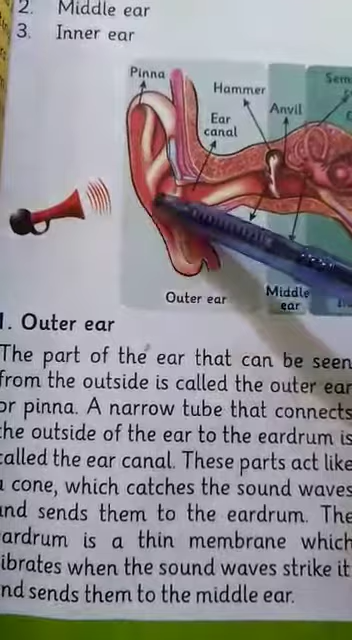 2. Middle ear
3. Inner ear
Pinna
Hammer
Anvil
Ear
canal
Outer ear
Middle
ear
1. Outer ear
The part of the ear that can be seen
from the outside is called the outer ear
or pinna. A narrow tube that connects
the outside of the ear to the eardrum is
called the ear canal. These parts act like
a cone, which catches the sound waves
and sends them to the eardrum. The
eardrum is a thin membrane which
vibrates when the sound waves strike it
and sends them to the middle ear.